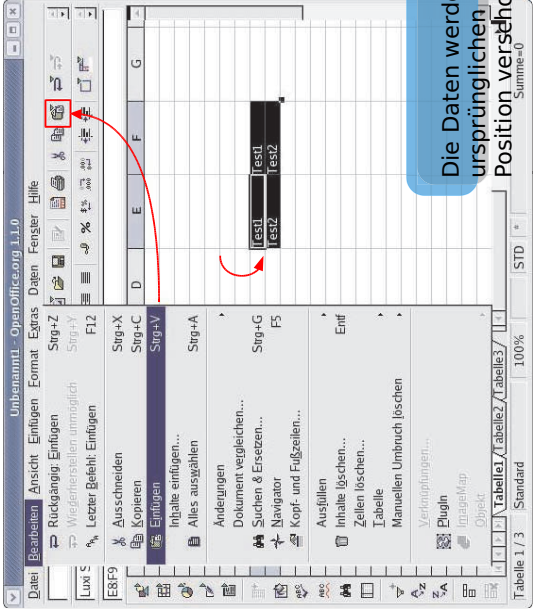 Unbenannt1 - OpenOffice.org 1.1.0
Datei Bearbeiten Ansicht Einfügen Format Extras Daten Fenster Hilfe
Rückgängig: Einfügen Strg+Z
Wiederherstellen unmöglich Strg+Y
Letzter Befehl: Einfügen F12
Ausschneiden Strg+X
Kopieren Strg+C
Einfügen Strg+V
Inhalte einfügen...
Alles auswählen Strg+A
Änderungen
Dokument vergleichen...
Suchen & Ersetzen... Strg+G
Navigator F5
Kopf- und Fußzeilen...
Ausfüllen
Inhalte löschen... Entf
Zellen löschen...
Tabelle
Manuellen Umbruch löschen
Verknüpfungen...
PlugIn
ImageMap
Objekt
Luxi S
E8F9
D E F G
Test1 Test1
Test2 Test2
Die Daten werde
ursprünglichen
Position verscho
Tabelle1 Tabelle2 Tabelle3
Tabelle 1 / 3 Standard 100% STD * Summe=0